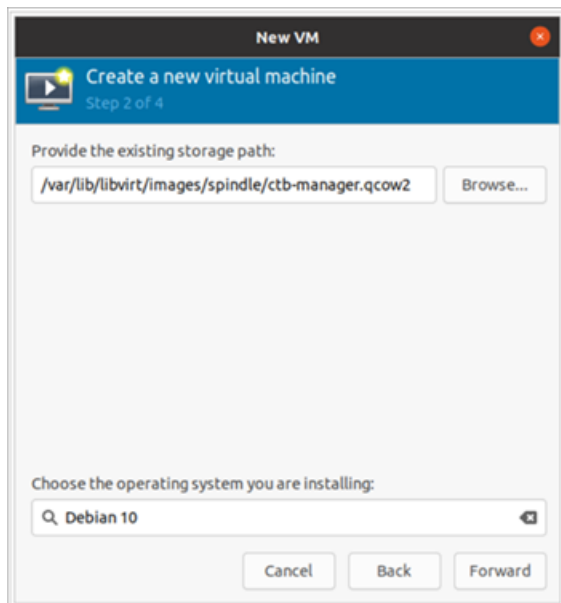 New VM
Create a new virtual machine
Step 2 of 4
Provide the existing storage path:
/var/lib/libvirt/images/spindle/ctb-manager.qcow2 Browse...
Choose the operating system you are installing:
Debian 10
Cancel Back Forward